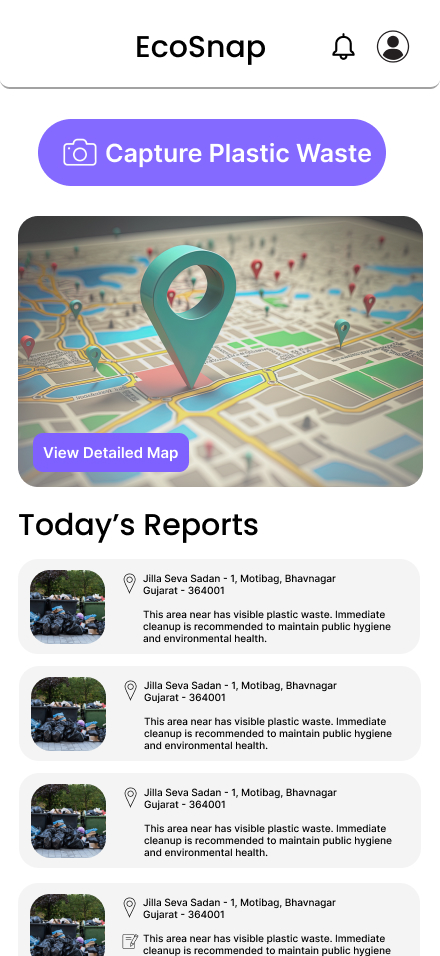 EcoSnap
Capture Plastic Waste
View Detailed Map
Today's Reports
Jilla Seva Sadan - 1, Motibag, Bhavnagar
Gujarat - 364001
This area near has visible plastic waste. Immediate
cleanup is recommended to maintain public hygiene
and environmental health.
Jilla Seva Sadan - 1, Motibag, Bhavnagar
Gujarat - 364001
This area near has visible plastic waste. Immediate
cleanup is recommended to maintain public hygiene
and environmental health.
Jilla Seva Sadan - 1, Motibag, Bhavnagar
Gujarat - 364001
This area near has visible plastic waste. Immediate
cleanup is recommended to maintain public hygiene
and environmental health.
Jilla Seva Sadan - 1, Motibag, Bhavnagar
Gujarat - 364001
This area near has visible plastic waste. Immediate
cleanup is recommended to maintain public hygiene